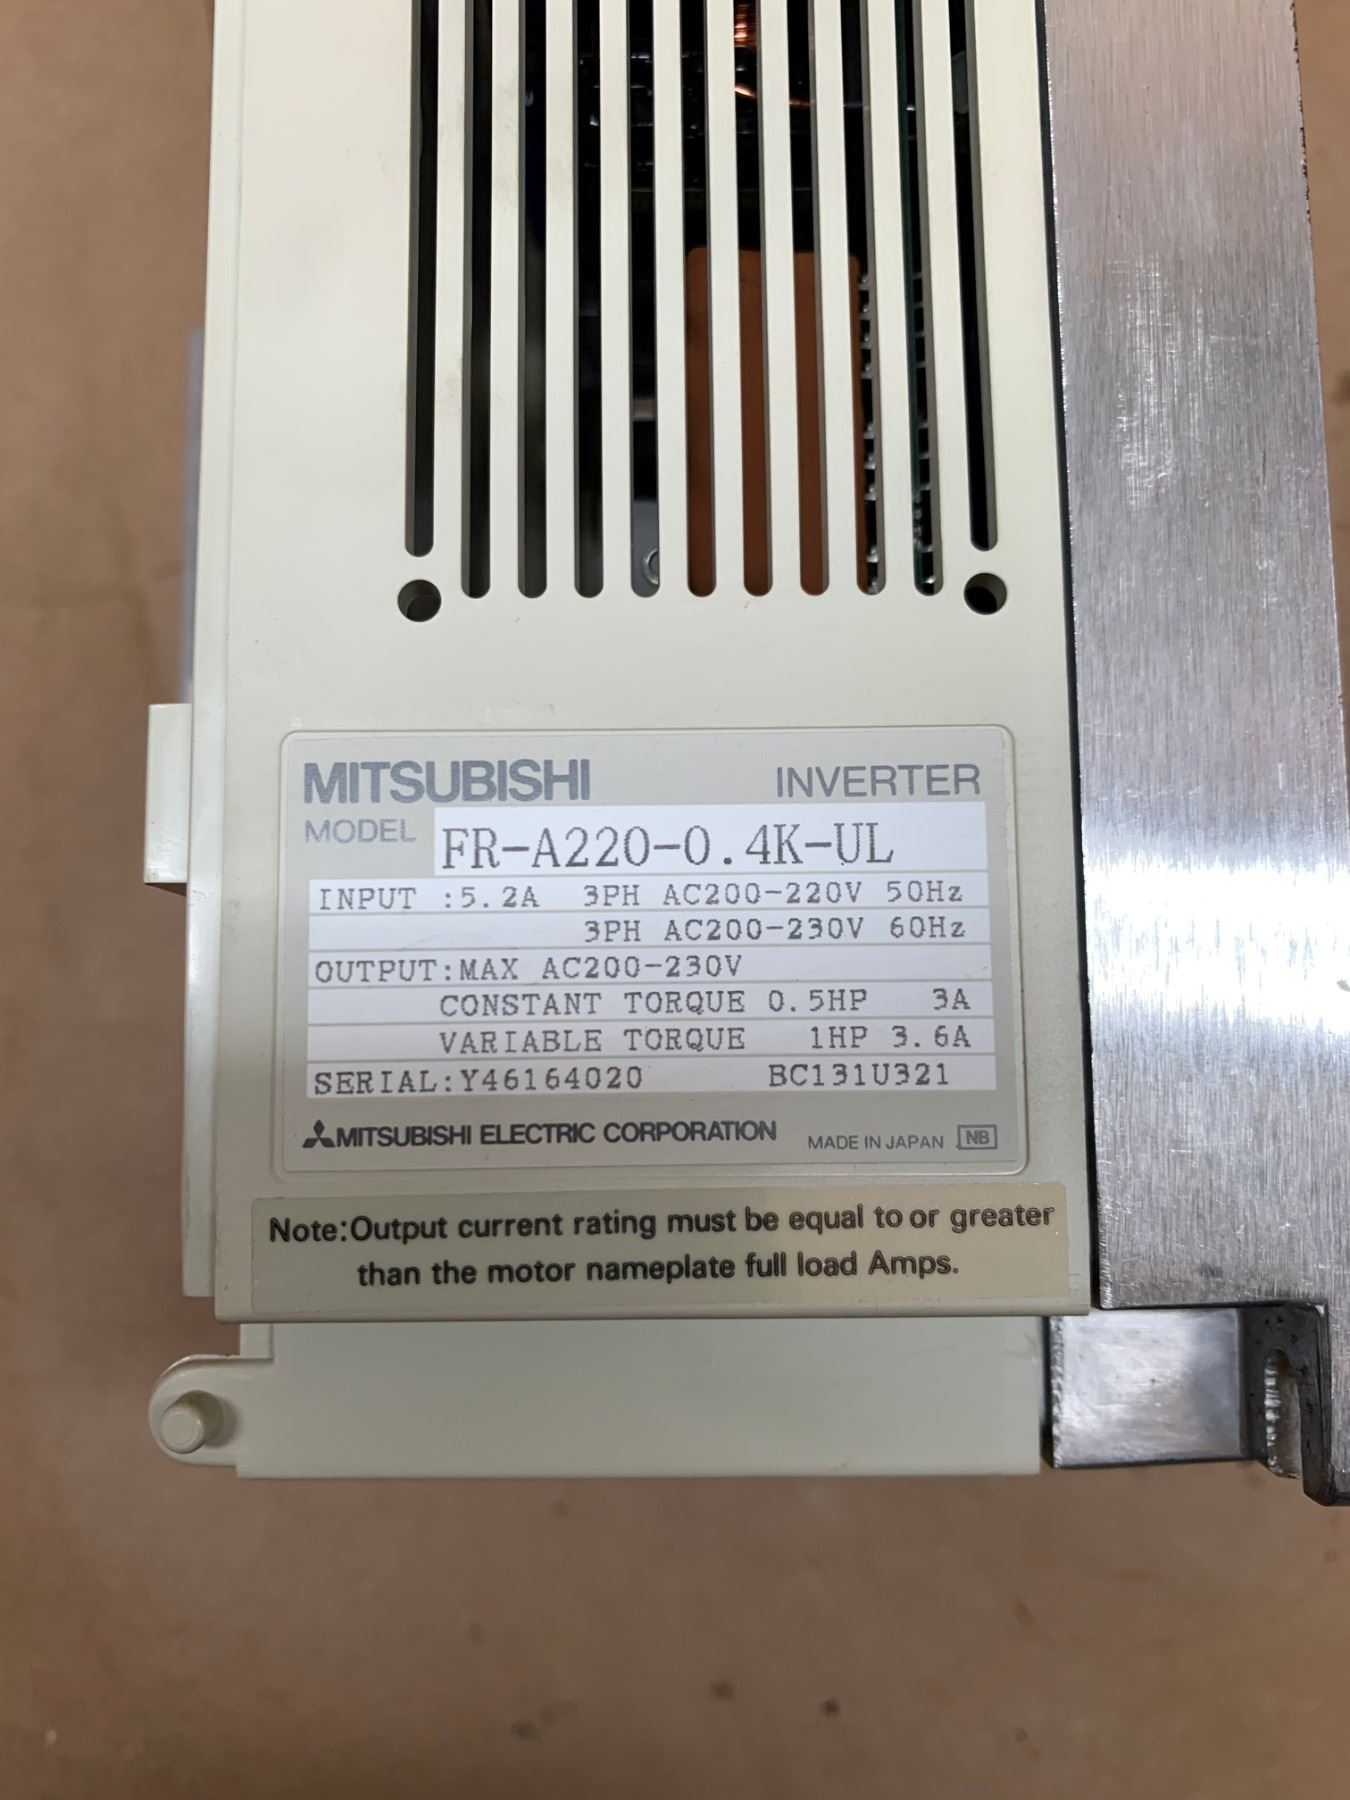 MITSUBISHI INVERTER
MODEL FR-A220-0.4K-UL
INPUT :5.2A 3PH AC200-220V 50Hz
3PH AC200-230V 60Hz
OUTPUT:MAX AC200-230V
CONSTANT TORQUE 0.5HP 3A
VARIABLE TORQUE 1HP 3.6A
SERIAL:Y46164020 BC131U321
MITSUBISHI ELECTRIC CORPORATION MADE IN JAPAN NB
Note:Output current rating must be equal to or greater
than the motor nameplate full load Amps.